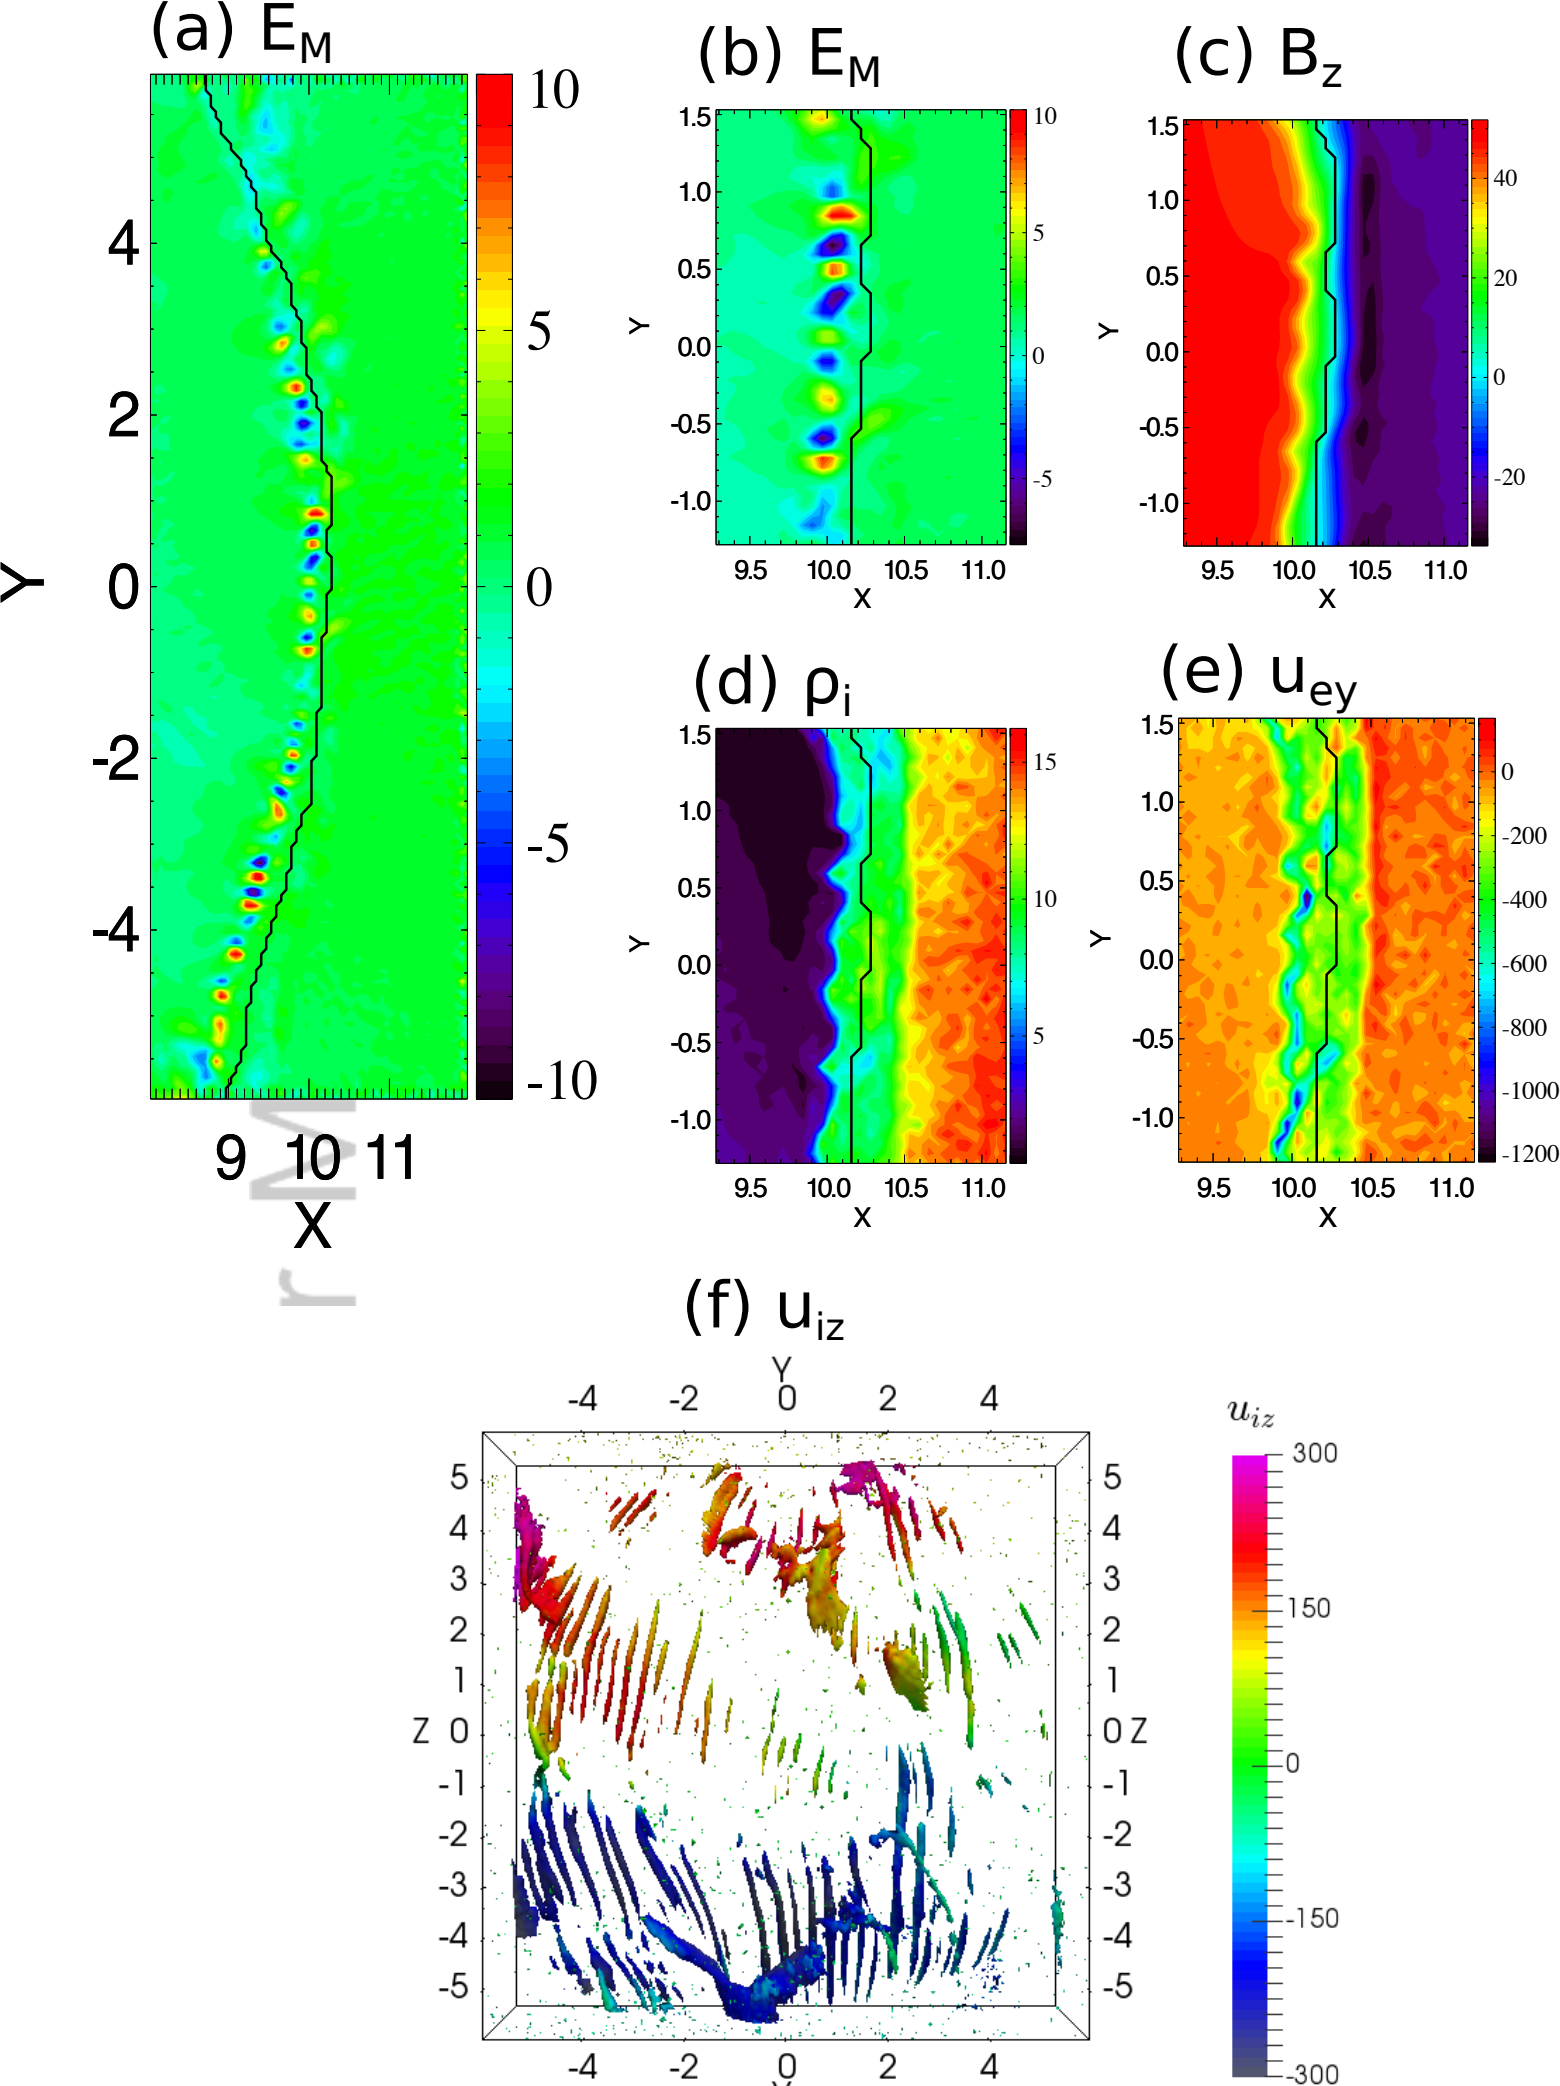 (a) E_M
10
5
0
-5
-10
4
2
0
-2
-4
Y
9 10 11
X
r M
(b) E_M
1.5
1.0
0.5
0.0
-0.5
-1.0
Y
9.5 10.0 10.5 11.0
X
10
5
0
-5
(c) B_z
1.5
1.0
0.5
0.0
-0.5
-1.0
Y
9.5 10.0 10.5 11.0
X
40
20
0
-20
(d) ρ_i
1.5
1.0
0.5
0.0
-0.5
-1.0
Y
9.5 10.0 10.5 11.0
X
15
10
5
(e) u_ey
1.5
1.0
0.5
0.0
-0.5
-1.0
Y
9.5 10.0 10.5 11.0
X
0
-200
-400
-600
-800
-1000
-1200
(f) u_iz
Y
-4 -2 0 2 4
5 5
4 4
3 3
2 2
1 1
Z 0 0 Z
-1 -1
-2 -2
-3 -3
-4 -4
-5 -5
-4 -2 0 2 4
Y
u_iz
300
150
0
-150
-300